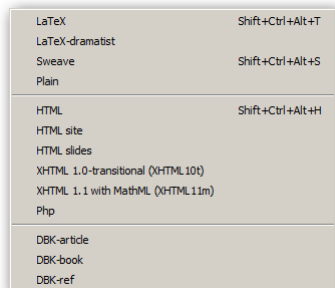 LaTeX Shift+Ctrl+Alt+T
LaTeX-dramatist
Sweave Shift+Ctrl+Alt+S
Plain
HTML Shift+Ctrl+Alt+H
HTML site
HTML slides
XHTML 1.0-transitional (XHTML10t)
XHTML 1.1 with MathML (XHTML11m)
Php
DBK-article
DBK-book
DBK-ref